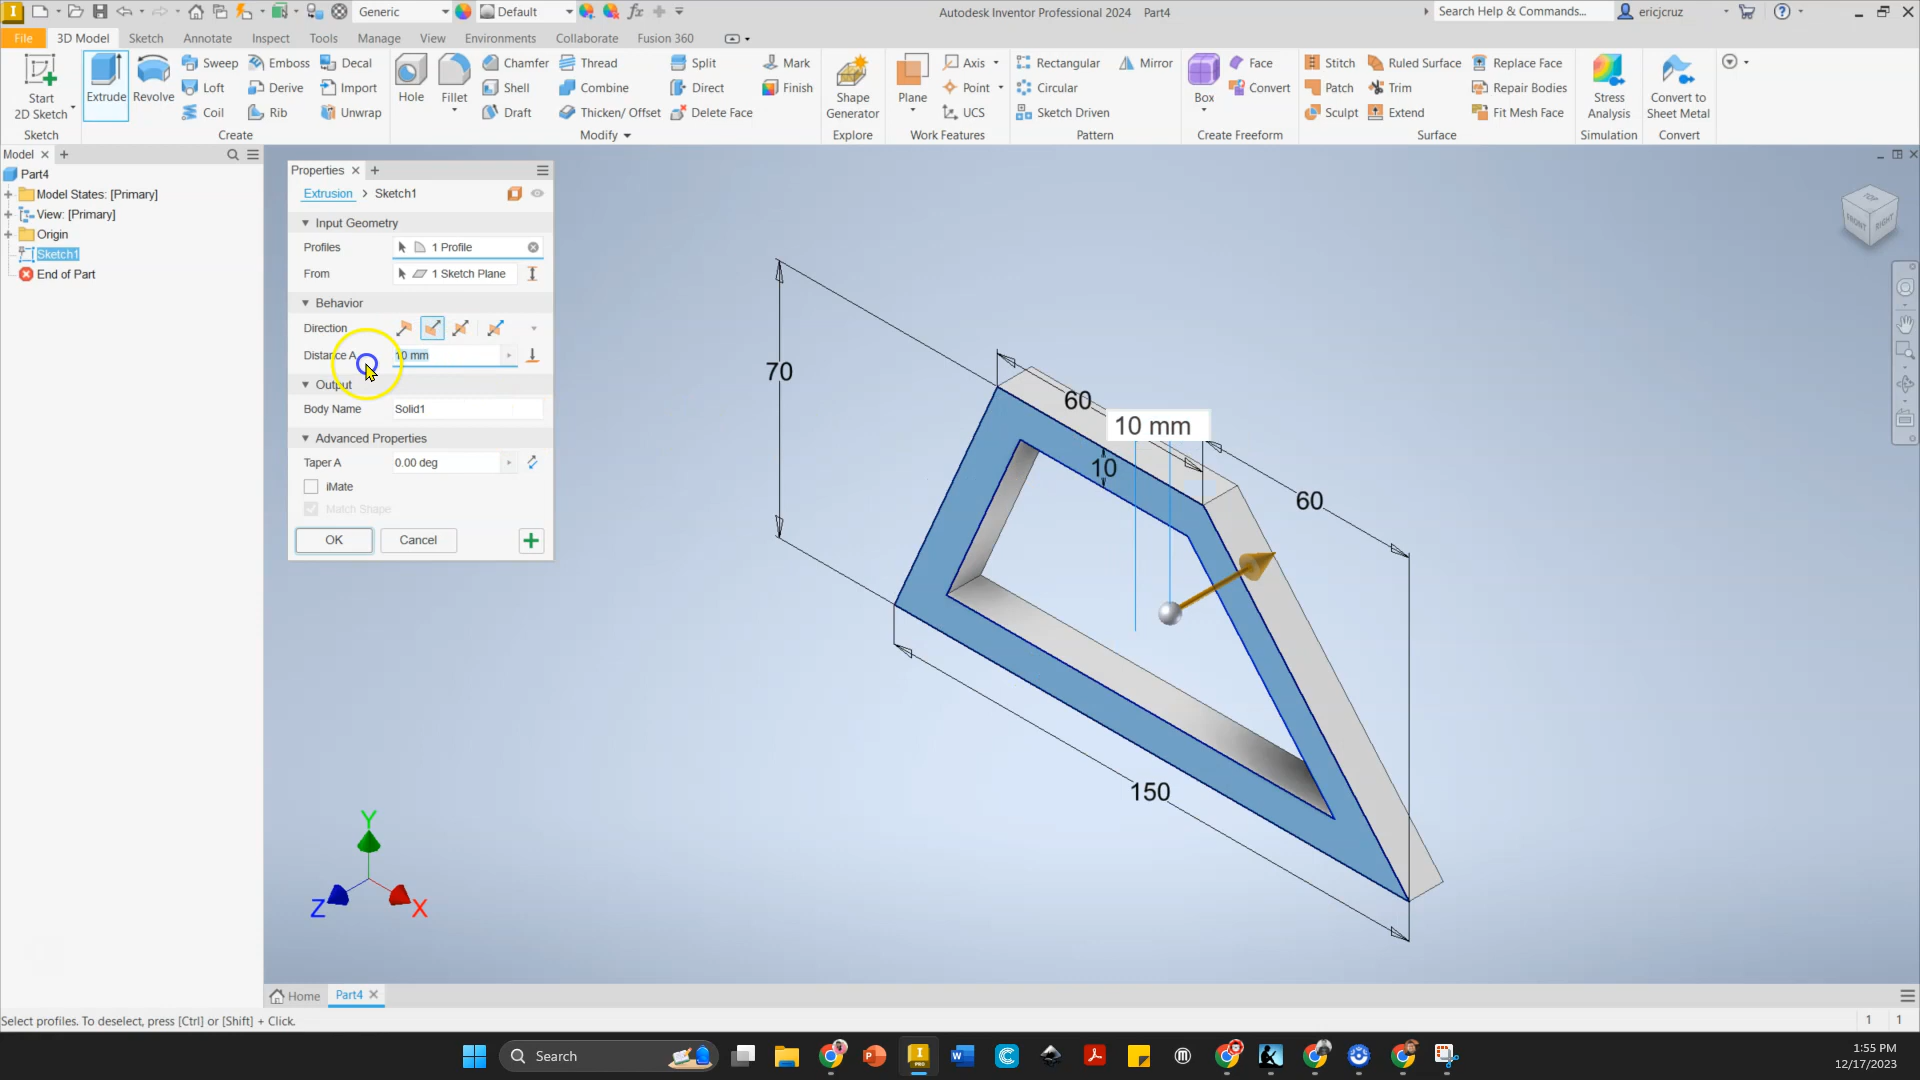 Generic
Default
fx
Autodesk Inventor Professional 2024 Part4
Search Help & Commands...
ericjcruz
File 3D Model Sketch Annotate Inspect Tools Manage View Environments Collaborate Fusion 360
Start
2D Sketch
Sketch
Extrude
Revolve
Sweep
Loft
Coil
Emboss
Derive
Rib
Decal
Import
Unwrap
Create
Hole
Fillet
Chamfer
Shell
Draft
Thread
Combine
Thicken/ Offset
Split
Direct
Delete Face
Modify
Mark
Finish
Shape
Generator
Explore
Plane
Axis
Point
UCS
Work Features
Rectangular
Circular
Sketch Driven
Mirror
Pattern
Box
Face
Convert
Create Freeform
Stitch
Patch
Sculpt
Ruled Surface
Trim
Extend
Replace Face
Repair Bodies
Fit Mesh Face
Surface
Stress
Analysis
Simulation
Convert to
Sheet Metal
Convert
Model
Part4
Model States: [Primary]
View: [Primary]
Origin
Sketch1
End of Part
Properties
Extrusion > Sketch1
Input Geometry
Profiles 1 Profile
From 1 Sketch Plane
Behavior
Direction
Distance A 10 mm
Output
Body Name Solid1
Advanced Properties
Taper A 0.00 deg
iMate
Match Shape
OK Cancel
70
60
10 mm
10
60
150
TOP
FRONT
RIGHT
Y
Z
X
Home Part4
Select profiles. To deselect, press [Ctrl] or [Shift] + Click.
1 1
Search
1:55 PM
12/17/2023